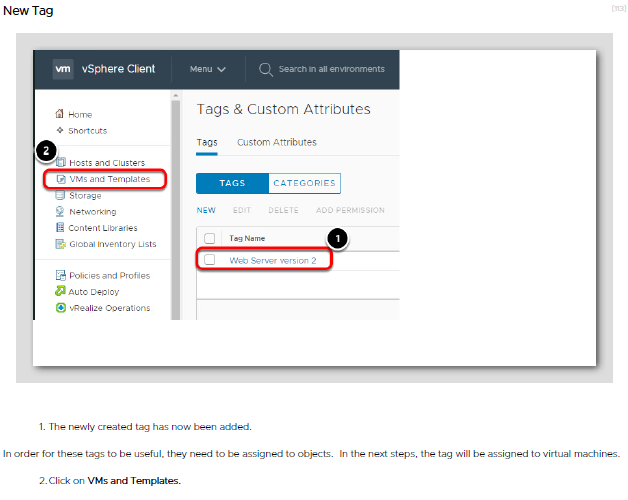 New Tag
[113]
vm vSphere Client Menu Search in all environments
Home
Shortcuts
2
Hosts and Clusters
VMs and Templates
Storage
Networking
Content Libraries
Global Inventory Lists
Policies and Profiles
Auto Deploy
vRealize Operations
Tags & Custom Attributes
Tags Custom Attributes
TAGS CATEGORIES
NEW EDIT DELETE ADD PERMISSION
Tag Name
1
Web Server version 2
1. The newly created tag has now been added.
In order for these tags to be useful, they need to be assigned to objects. In the next steps, the tag will be assigned to virtual machines.
2. Click on VMs and Templates.